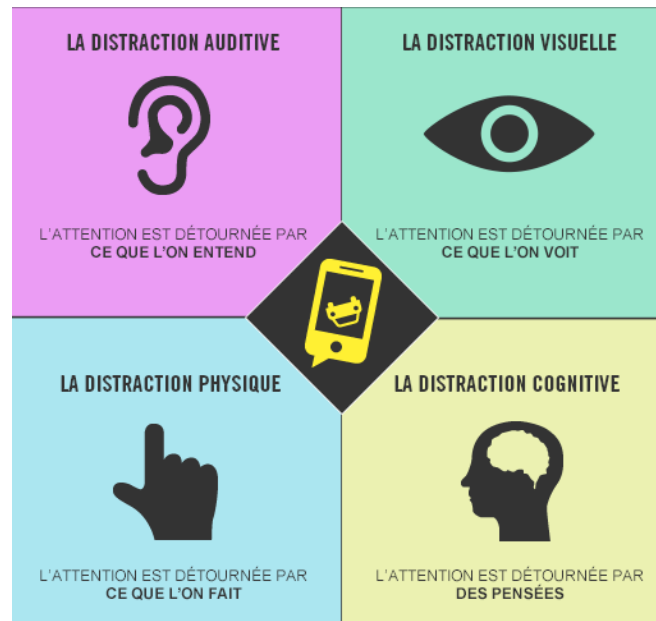 LA DISTRACTION AUDITIVE
L'ATTENTION EST DÉTOURNÉE PAR
CE QUE L'ON ENTEND
LA DISTRACTION VISUELLE
L'ATTENTION EST DÉTOURNÉE PAR
CE QUE L'ON VOIT
LA DISTRACTION PHYSIQUE
L'ATTENTION EST DÉTOURNÉE PAR
CE QUE L'ON FAIT
LA DISTRACTION COGNITIVE
L'ATTENTION EST DÉTOURNÉE PAR
DES PENSÉES